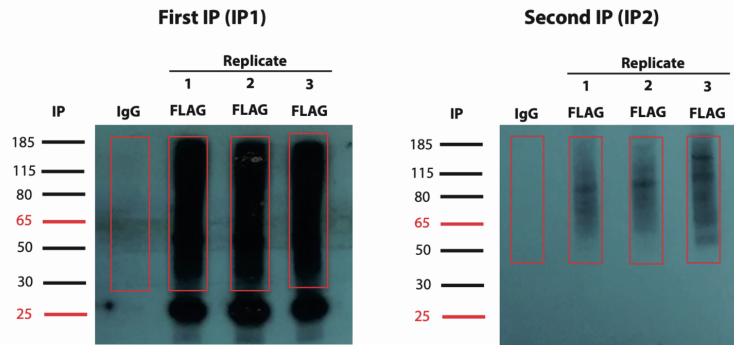 First IP (IP1)
Replicate
1 2 3
IP IgG FLAG FLAG FLAG
185
115
80
65
50
30
25
Second IP (IP2)
Replicate
1 2 3
IP IgG FLAG FLAG FLAG
185
115
80
65
50
30
25